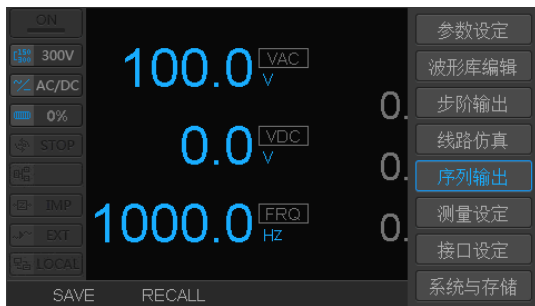 ON
150
300
300V
AC/DC
0%
STOP
IMP
EXT
LOCAL
100.0
VAC
V
0.
0.0
VDC
V
0.
1000.0
FRQ
HZ
0.
SAVE
RECALL
参数设定
波形库编辑
步阶输出
线路仿真
序列输出
测量设定
接口设定
系统与存储